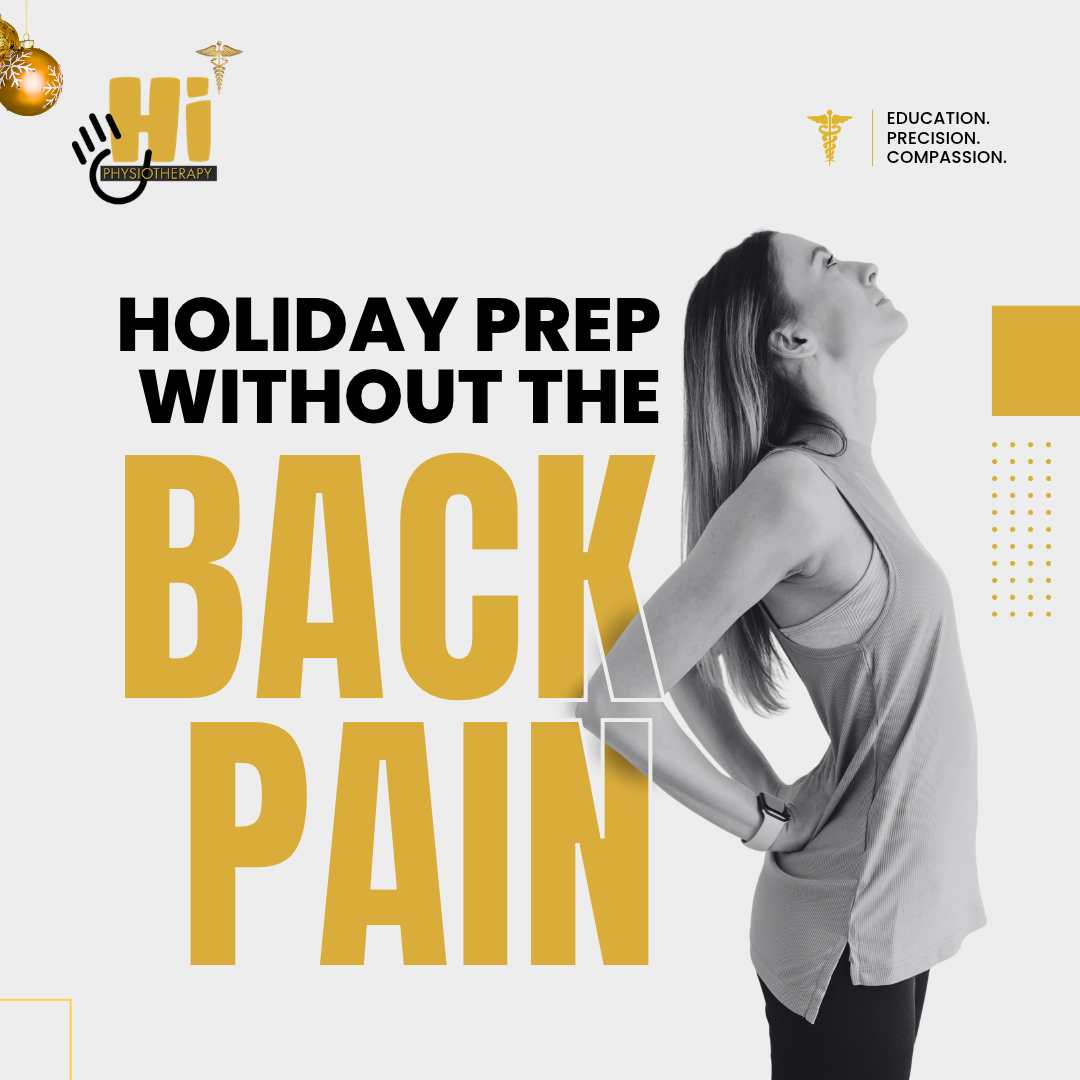 Hi
PHYSIOTHERAPY
EDUCATION.
PRECISION.
COMPASSION.
HOLIDAY PREP
WITHOUT THE
BACK
PAIN